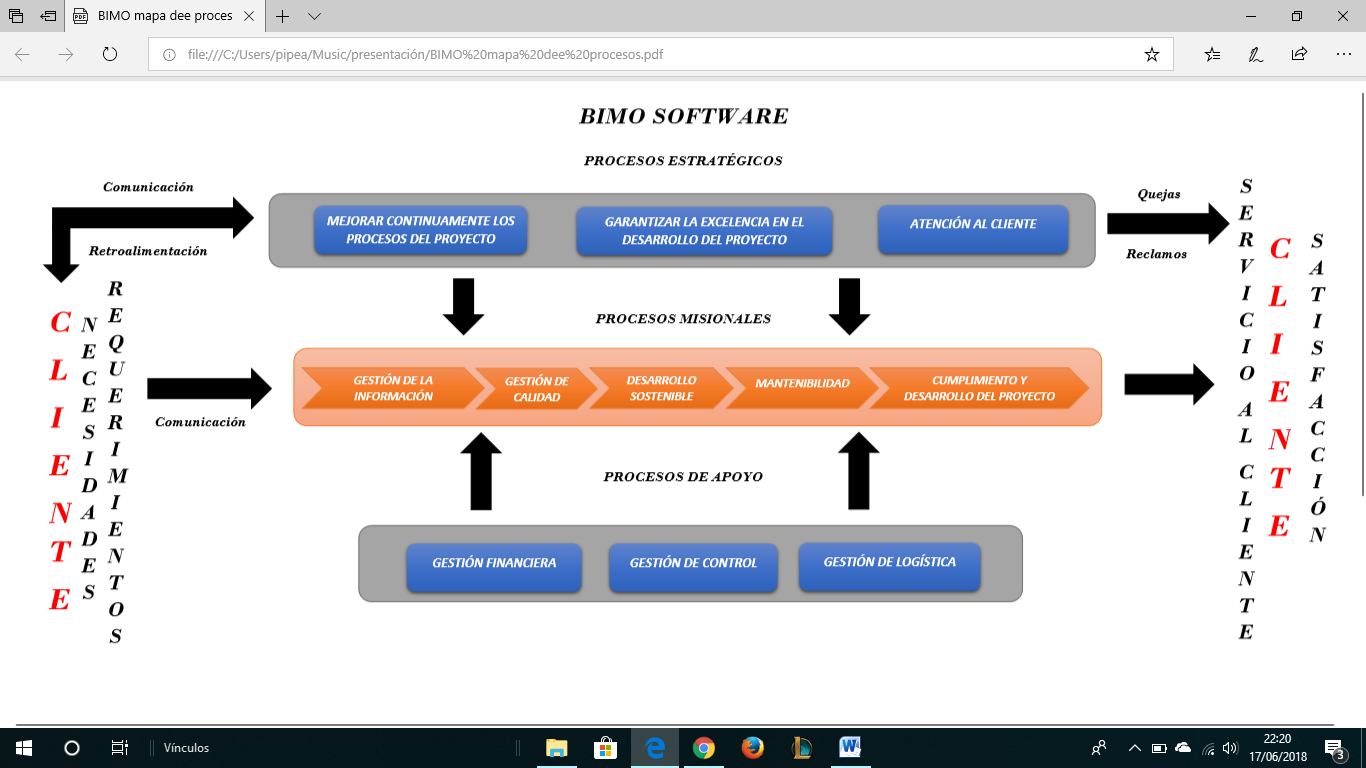 BIMO mapa dee proces
file:///C:/Users/pipea/Music/presentación/BIMO%20mapa%20dee%20procesos.pdf
BIMO SOFTWARE
PROCESOS ESTRATÉGICOS
Comunicación
Retroalimentación
MEJORAR CONTINUAMENTE LOS
PROCESOS DEL PROYECTO
GARANTIZAR LA EXCELENCIA EN EL
DESARROLLO DEL PROYECTO
ATENCIÓN AL CLIENTE
Quejas
Reclamos
CLIENTE
NECESIDADES
REQUERIMIENTOS
PROCESOS MISIONALES
Comunicación
GESTIÓN DE LA
INFORMACIÓN
GESTIÓN DE
CALIDAD
DESARROLLO
SOSTENIBLE
MANTENIBILIDAD
CUMPLIMIENTO Y
DESARROLLO DEL PROYECTO
PROCESOS DE APOYO
GESTIÓN FINANCIERA
GESTIÓN DE CONTROL
GESTIÓN DE LOGÍSTICA
SERVICIO AL CLIENTE
CLIENTE
SATISFACCIÓN
Vínculos
22:20
17/06/2018
3